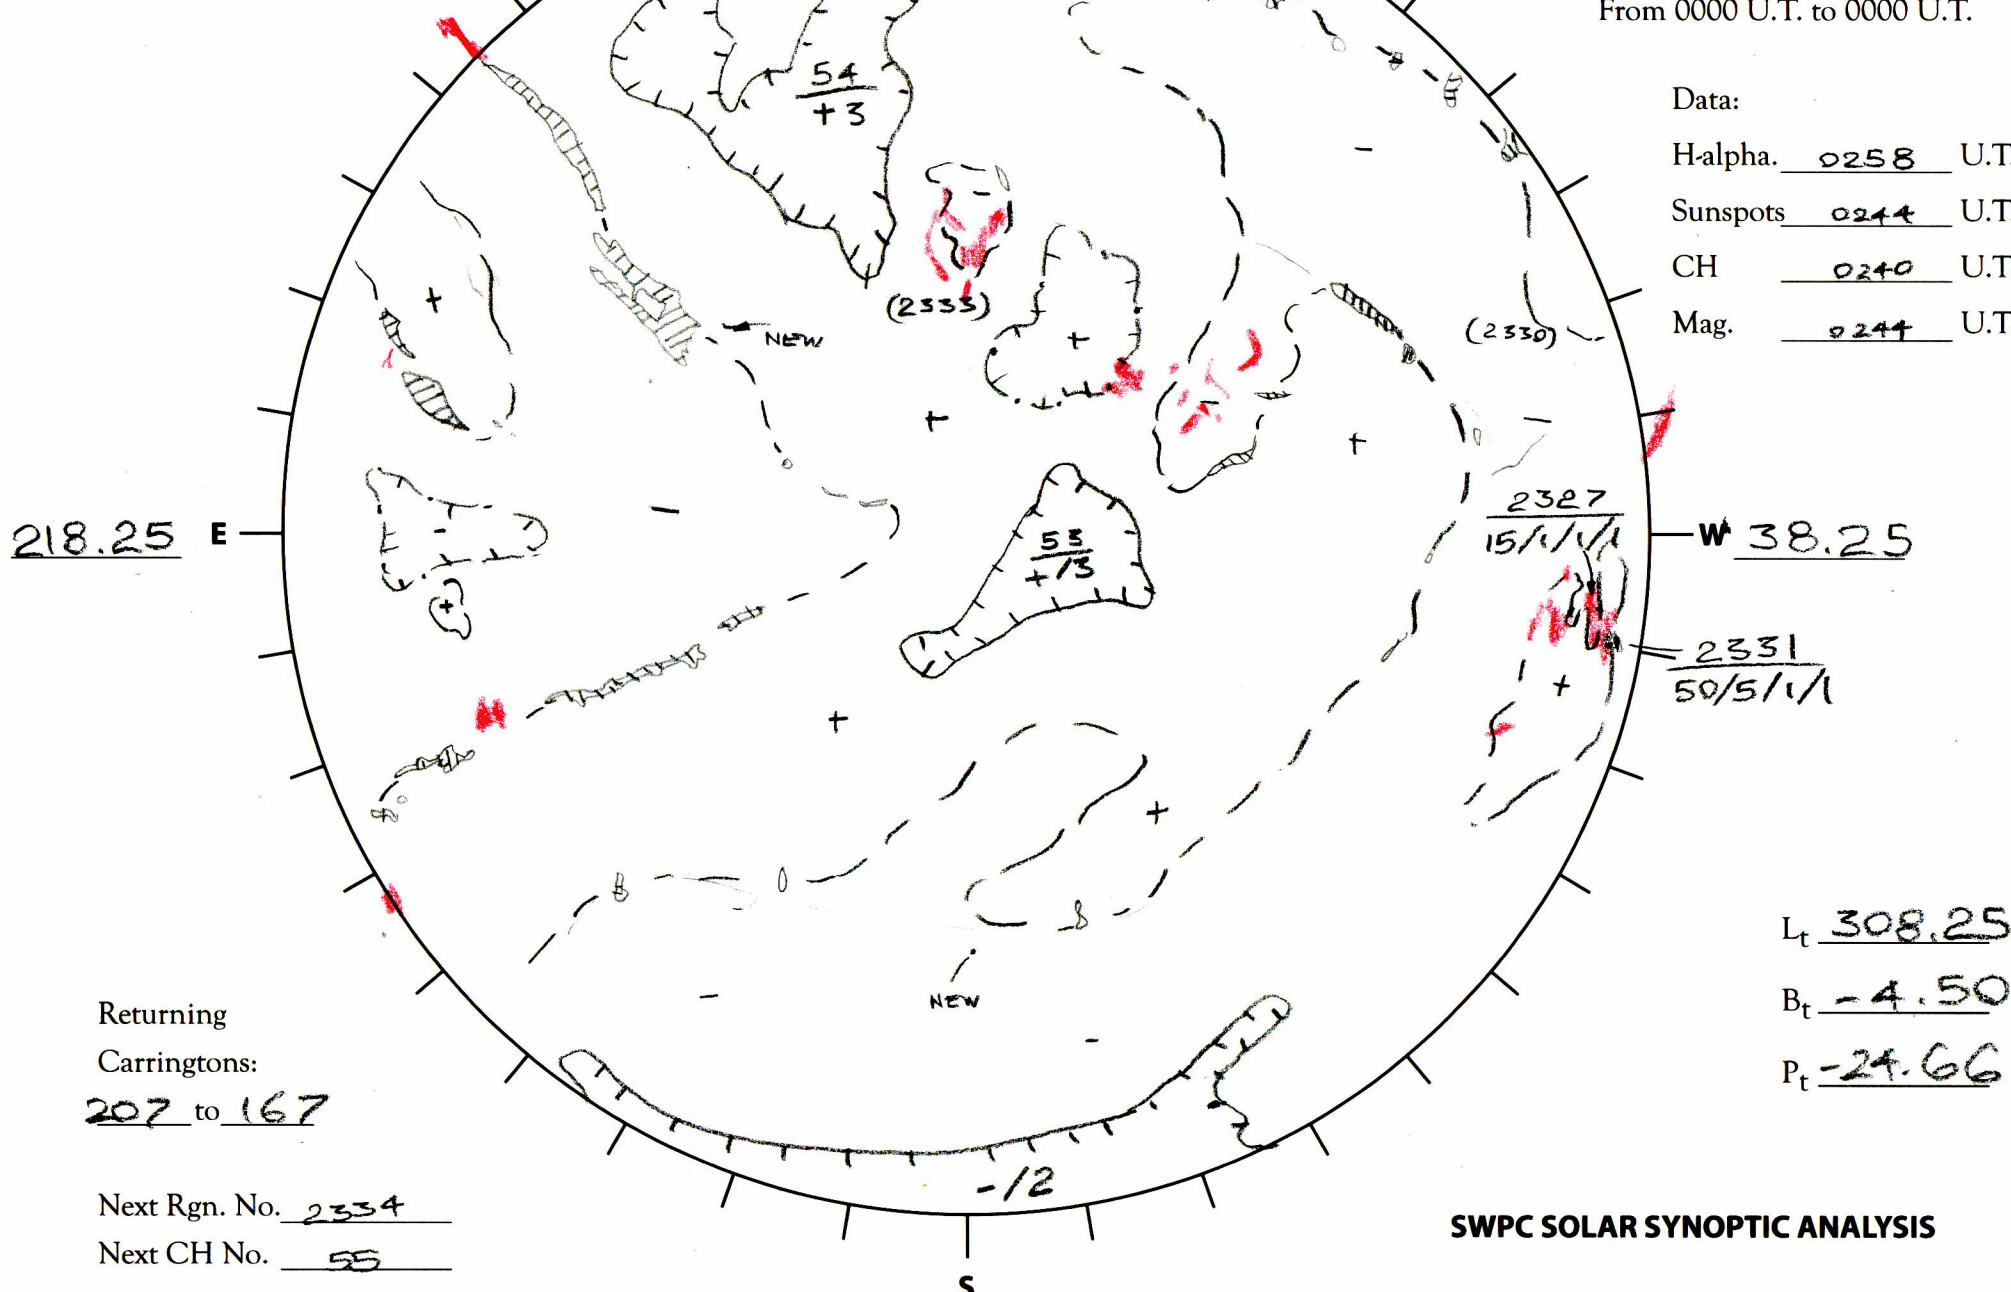 From 0000 U.T. to 0000 U.T.
Data:
H-alpha. 0258 U.T.
Sunspots 0244 U.T.
CH 0240 U.T.
Mag. 0244 U.T.
54
+3
(2333)
NEW
(2330)
+
-
+
+
-
+
+
218.25 E
-
-
53
+/3
2327
15/1/1/1
W 38.25
+
2331
50/5/1/1
+
+
+
Lt 308.25
Bt -4.50
Pt -24.66
NEW
-
-
Returning
Carringtons:
207 to 167
-/2
Next Rgn. No. 2334
Next CH No. 55
SWPC SOLAR SYNOPTIC ANALYSIS
S